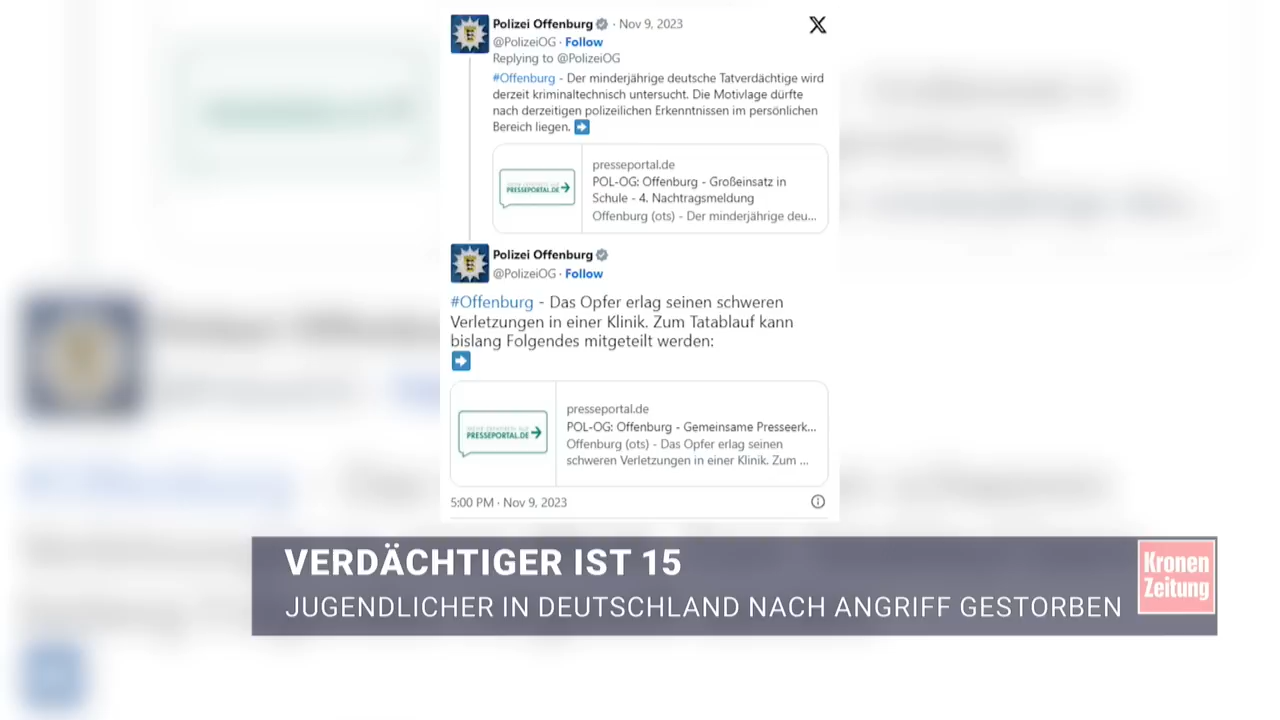 Polizei Offenburg · Nov 9, 2023
@PolizeiOG · Follow
Replying to @PolizeiOG
#Offenburg - Der minderjährige deutsche Tatverdächtige wird
derzeit kriminaltechnisch untersucht. Die Motivlage dürfte
nach derzeitigen polizeilichen Erkenntnissen im persönlichen
Bereich liegen. ➡
PRESSEPORTAL.DE
presseportal.de
POL-OG: Offenburg - Großeinsatz in
Schule - 4. Nachtragsmeldung
Offenburg (ots) - Der minderjährige deu...
Polizei Offenburg
@PolizeiOG · Follow
#Offenburg - Das Opfer erlag seinen schweren
Verletzungen in einer Klinik. Zum Tatablauf kann
bislang Folgendes mitgeteilt werden:
➡
PRESSEPORTAL.DE
presseportal.de
POL-OG: Offenburg - Gemeinsame Presseerk...
Offenburg (ots) - Das Opfer erlag seinen
schweren Verletzungen in einer Klinik. Zum ...
5:00 PM · Nov 9, 2023
VERDÄCHTIGER IST 15
JUGENDLICHER IN DEUTSCHLAND NACH ANGRIFF GESTORBEN
Kronen
Zeitung